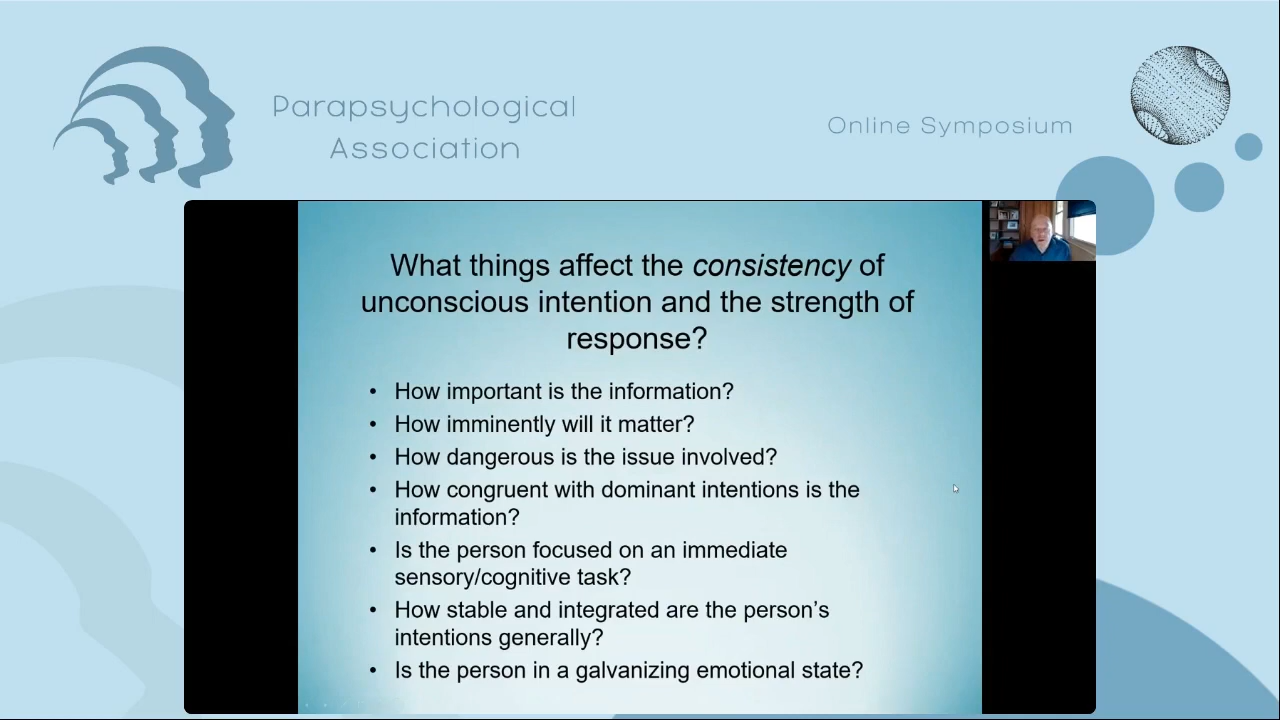 Parapsychological
Association
Online Symposium
What things affect the consistency of
unconscious intention and the strength of
response?
• How important is the information?
• How imminently will it matter?
• How dangerous is the issue involved?
• How congruent with dominant intentions is the
information?
• Is the person focused on an immediate
sensory/cognitive task?
• How stable and integrated are the person’s
intentions generally?
• Is the person in a galvanizing emotional state?